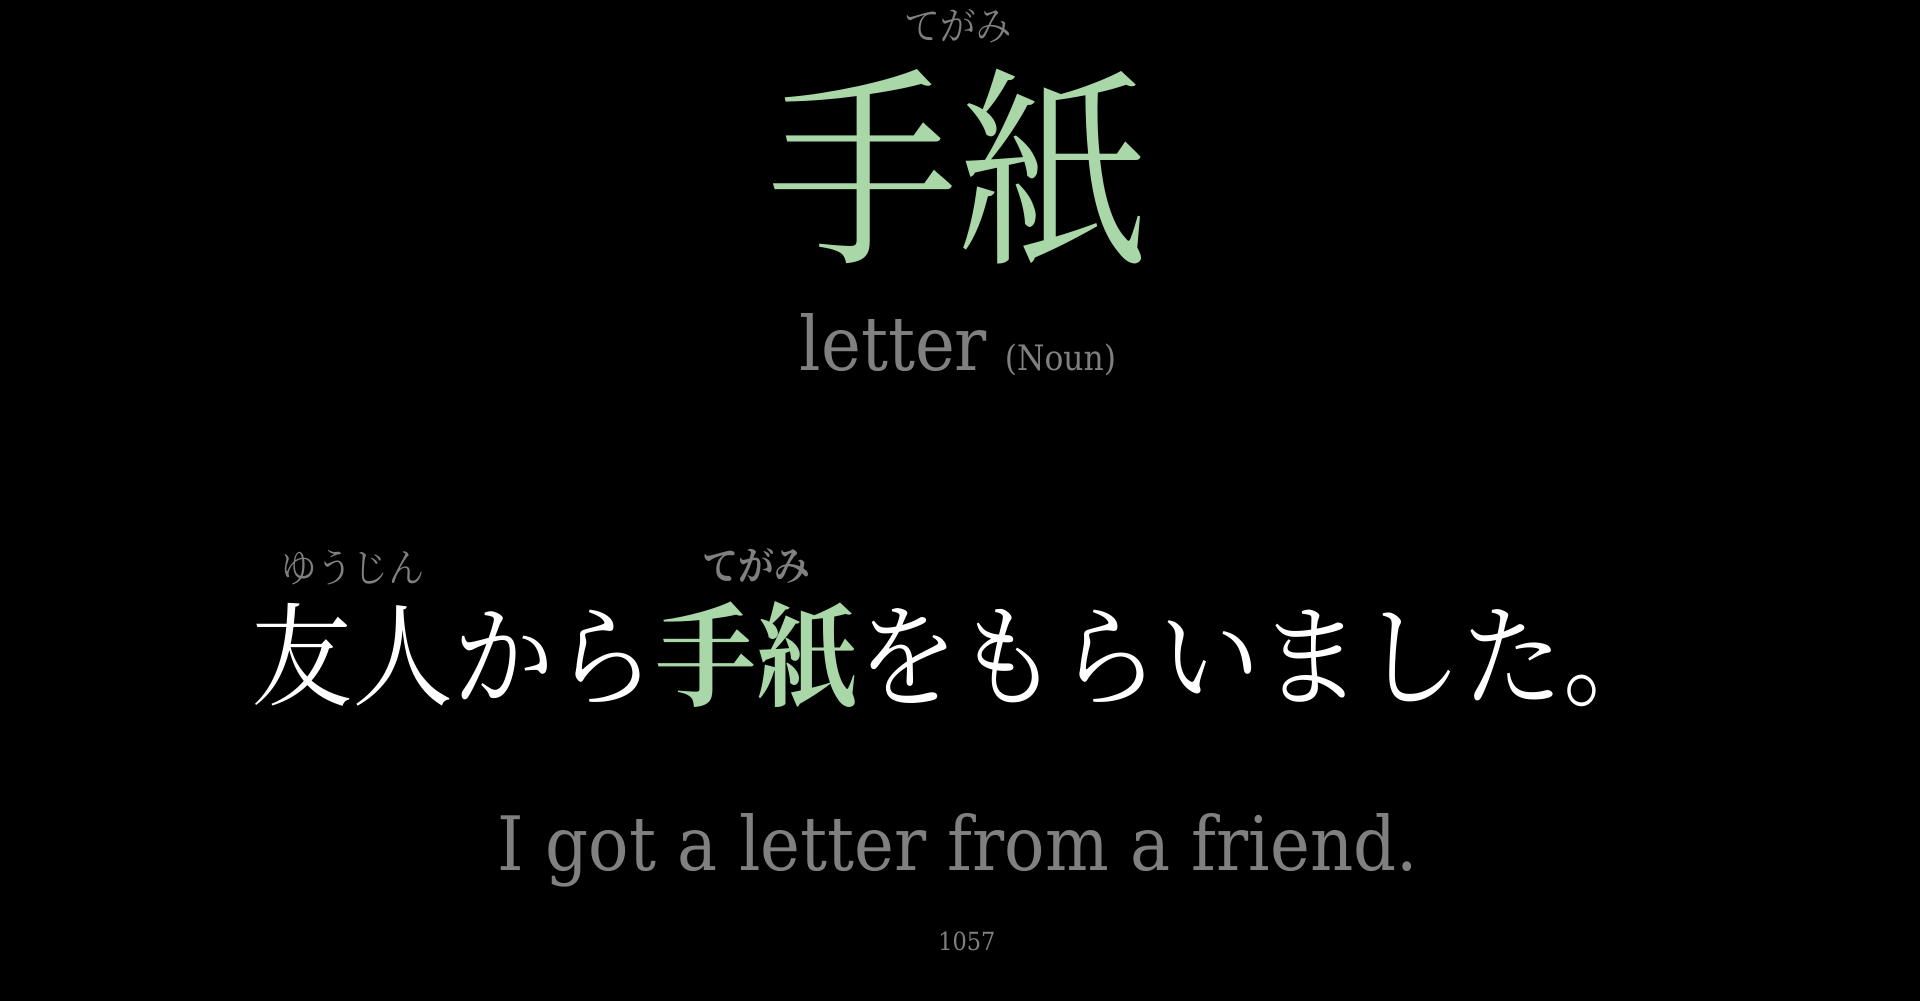 てがみ
手紙
letter (Noun)
ゆうじん てがみ
友人から手紙をもらいました。
I got a letter from a friend.
1057